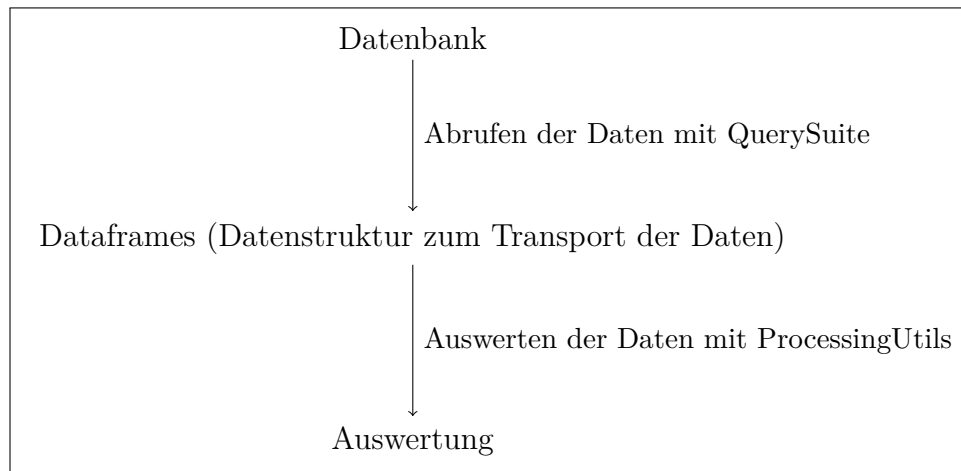 Datenbank
Abrufen der Daten mit QuerySuite
Dataframes (Datenstruktur zum Transport der Daten)
Auswerten der Daten mit ProcessingUtils
Auswertung